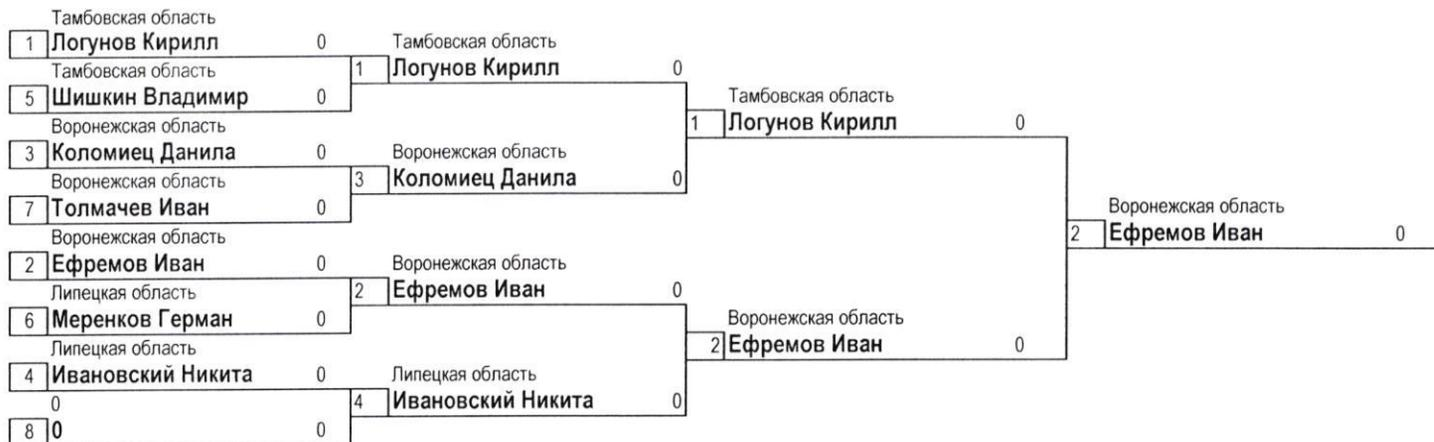 Тамбовская область
1 Логунов Кирилл 0
Тамбовская область
5 Шишкин Владимир 0
Воронежская область
3 Коломиец Данила 0
Воронежская область
7 Толмачев Иван 0
Воронежская область
2 Ефремов Иван 0
Липецкая область
6 Меренков Герман 0
Липецкая область
4 Ивановский Никита 0
0
8 0 0
Тамбовская область
1 Логунов Кирилл 0
Воронежская область
3 Коломиец Данила 0
Воронежская область
2 Ефремов Иван 0
Липецкая область
4 Ивановский Никита 0
Тамбовская область
1 Логунов Кирилл 0
Воронежская область
2 Ефремов Иван 0
Воронежская область
2 Ефремов Иван 0